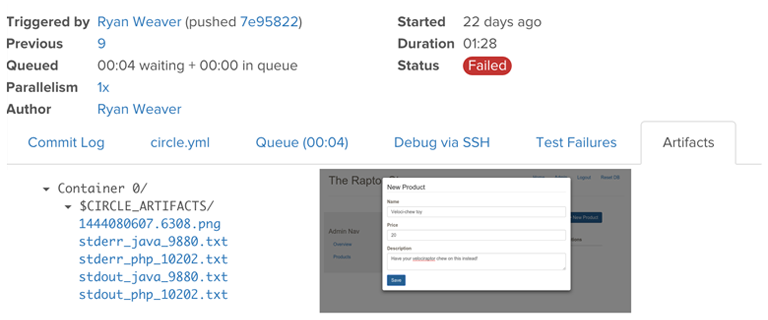 Triggered by Ryan Weaver (pushed 7e95822)
Started 22 days ago
Previous 9
Duration 01:28
Queued 00:04 waiting + 00:00 in queue
Status Failed
Parallelism 1x
Author Ryan Weaver
Commit Log circle.yml Queue (00:04) Debug via SSH Test Failures Artifacts
Container 0/
$CIRCLE_ARTIFACTS/
1444080607.6308.png
stderr_java_9880.txt
stderr_php_10202.txt
stdout_java_9880.txt
stdout_php_10202.txt
The Rapto
Logout Reset DB
New Product
Name
Veloci-chew toy
Price
20
Description
Have your velociraptor chew on this instead!
Save
New Product
Admin Nav
Overview
Products